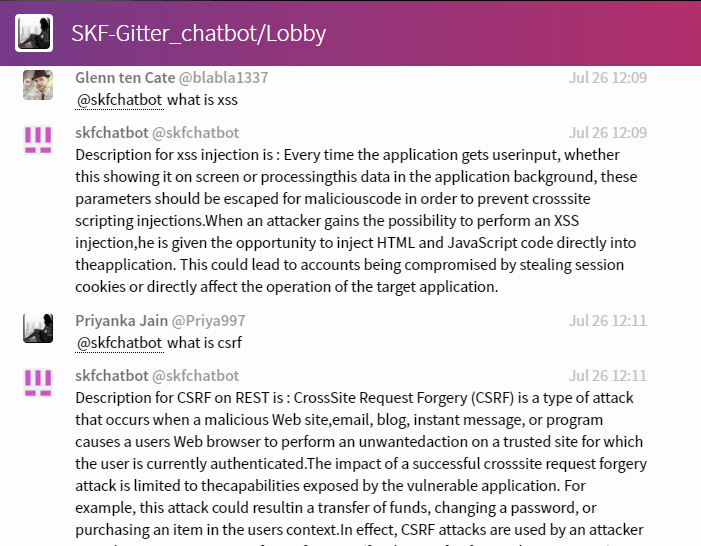 SKF-Gitter_chatbot/Lobby
Glenn ten Cate @blabla1337 Jul 26 12:09
@skfchatbot what is xss
skfchatbot @skfchatbot Jul 26 12:09
Description for xss injection is : Every time the application gets userinput, whether
this showing it on screen or processingthis data in the application background, these
parameters should be escaped for maliciouscode in order to prevent crosssite
scripting injections.When an attacker gains the possibility to perform an XSS
injection,he is given the opportunity to inject HTML and JavaScript code directly into
theapplication. This could lead to accounts being compromised by stealing session
cookies or directly affect the operation of the target application.
Priyanka Jain @Priya997 Jul 26 12:11
@skfchatbot what is csrf
skfchatbot @skfchatbot Jul 26 12:11
Description for CSRF on REST is : CrossSite Request Forgery (CSRF) is a type of attack
that occurs when a malicious Web site,email, blog, instant message, or program
causes a users Web browser to perform an unwantedaction on a trusted site for which
the user is currently authenticated.The impact of a successful crosssite request forgery
attack is limited to thecapabilities exposed by the vulnerable application. For
example, this attack could resultin a transfer of funds, changing a password, or
purchasing an item in the users context.In effect, CSRF attacks are used by an attacker